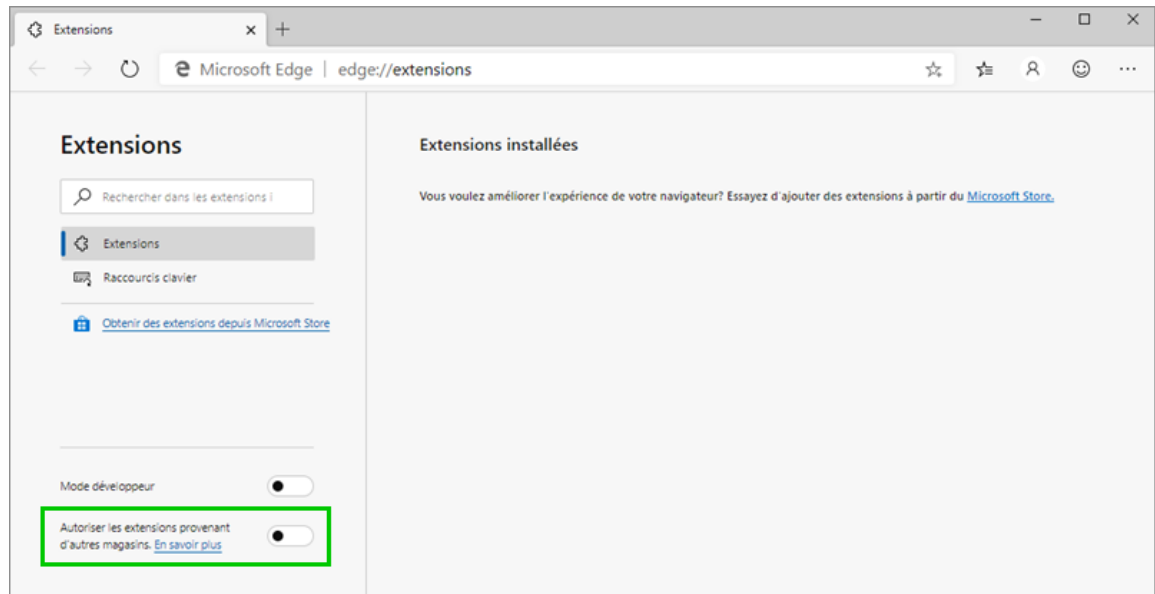 Extensions
Microsoft Edge | edge://extensions
Extensions
Rechercher dans les extensions i
Extensions
Raccourcis clavier
Obtenir des extensions depuis Microsoft Store
Mode développeur
Autoriser les extensions provenant
d'autres magasins. En savoir plus
Extensions installées
Vous voulez améliorer l'expérience de votre navigateur? Essayez d'ajouter des extensions à partir du Microsoft Store.